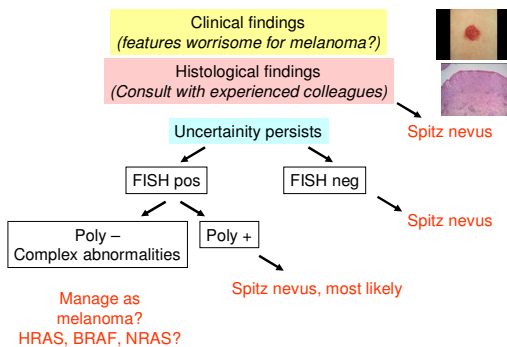 Clinical findings
(features worrisome for melanoma?)
Histological findings
(Consult with experienced colleagues)
Uncertainity persists
Spitz nevus
FISH pos
FISH neg
Poly –
Complex abnormalities
Poly +
Spitz nevus
Spitz nevus, most likely
Manage as
melanoma?
HRAS, BRAF, NRAS?